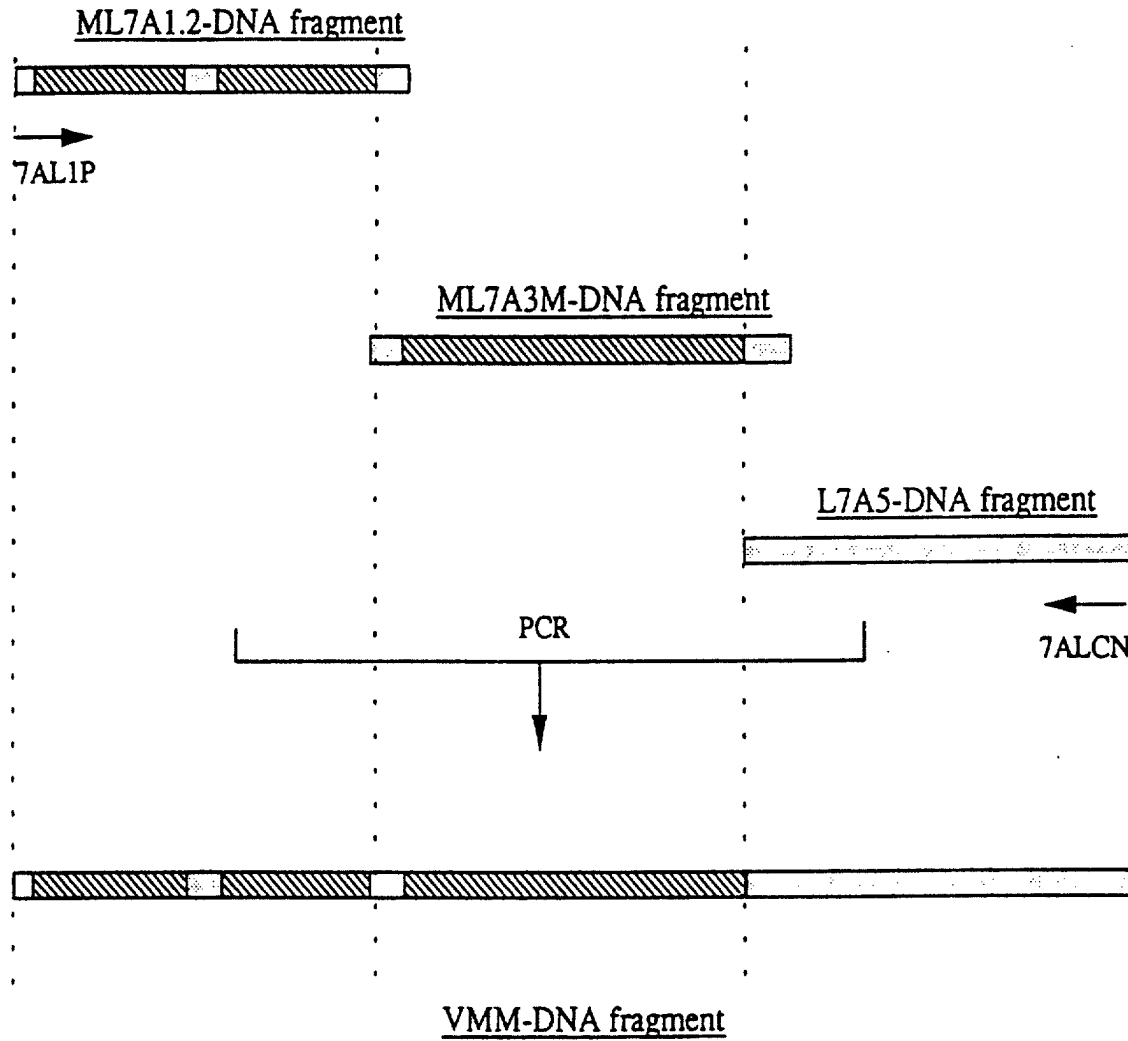 ML7A1.2-DNA fragment
7AL1P
ML7A3M-DNA fragment
L7A5-DNA fragment
PCR
7ALCN
VMM-DNA fragment